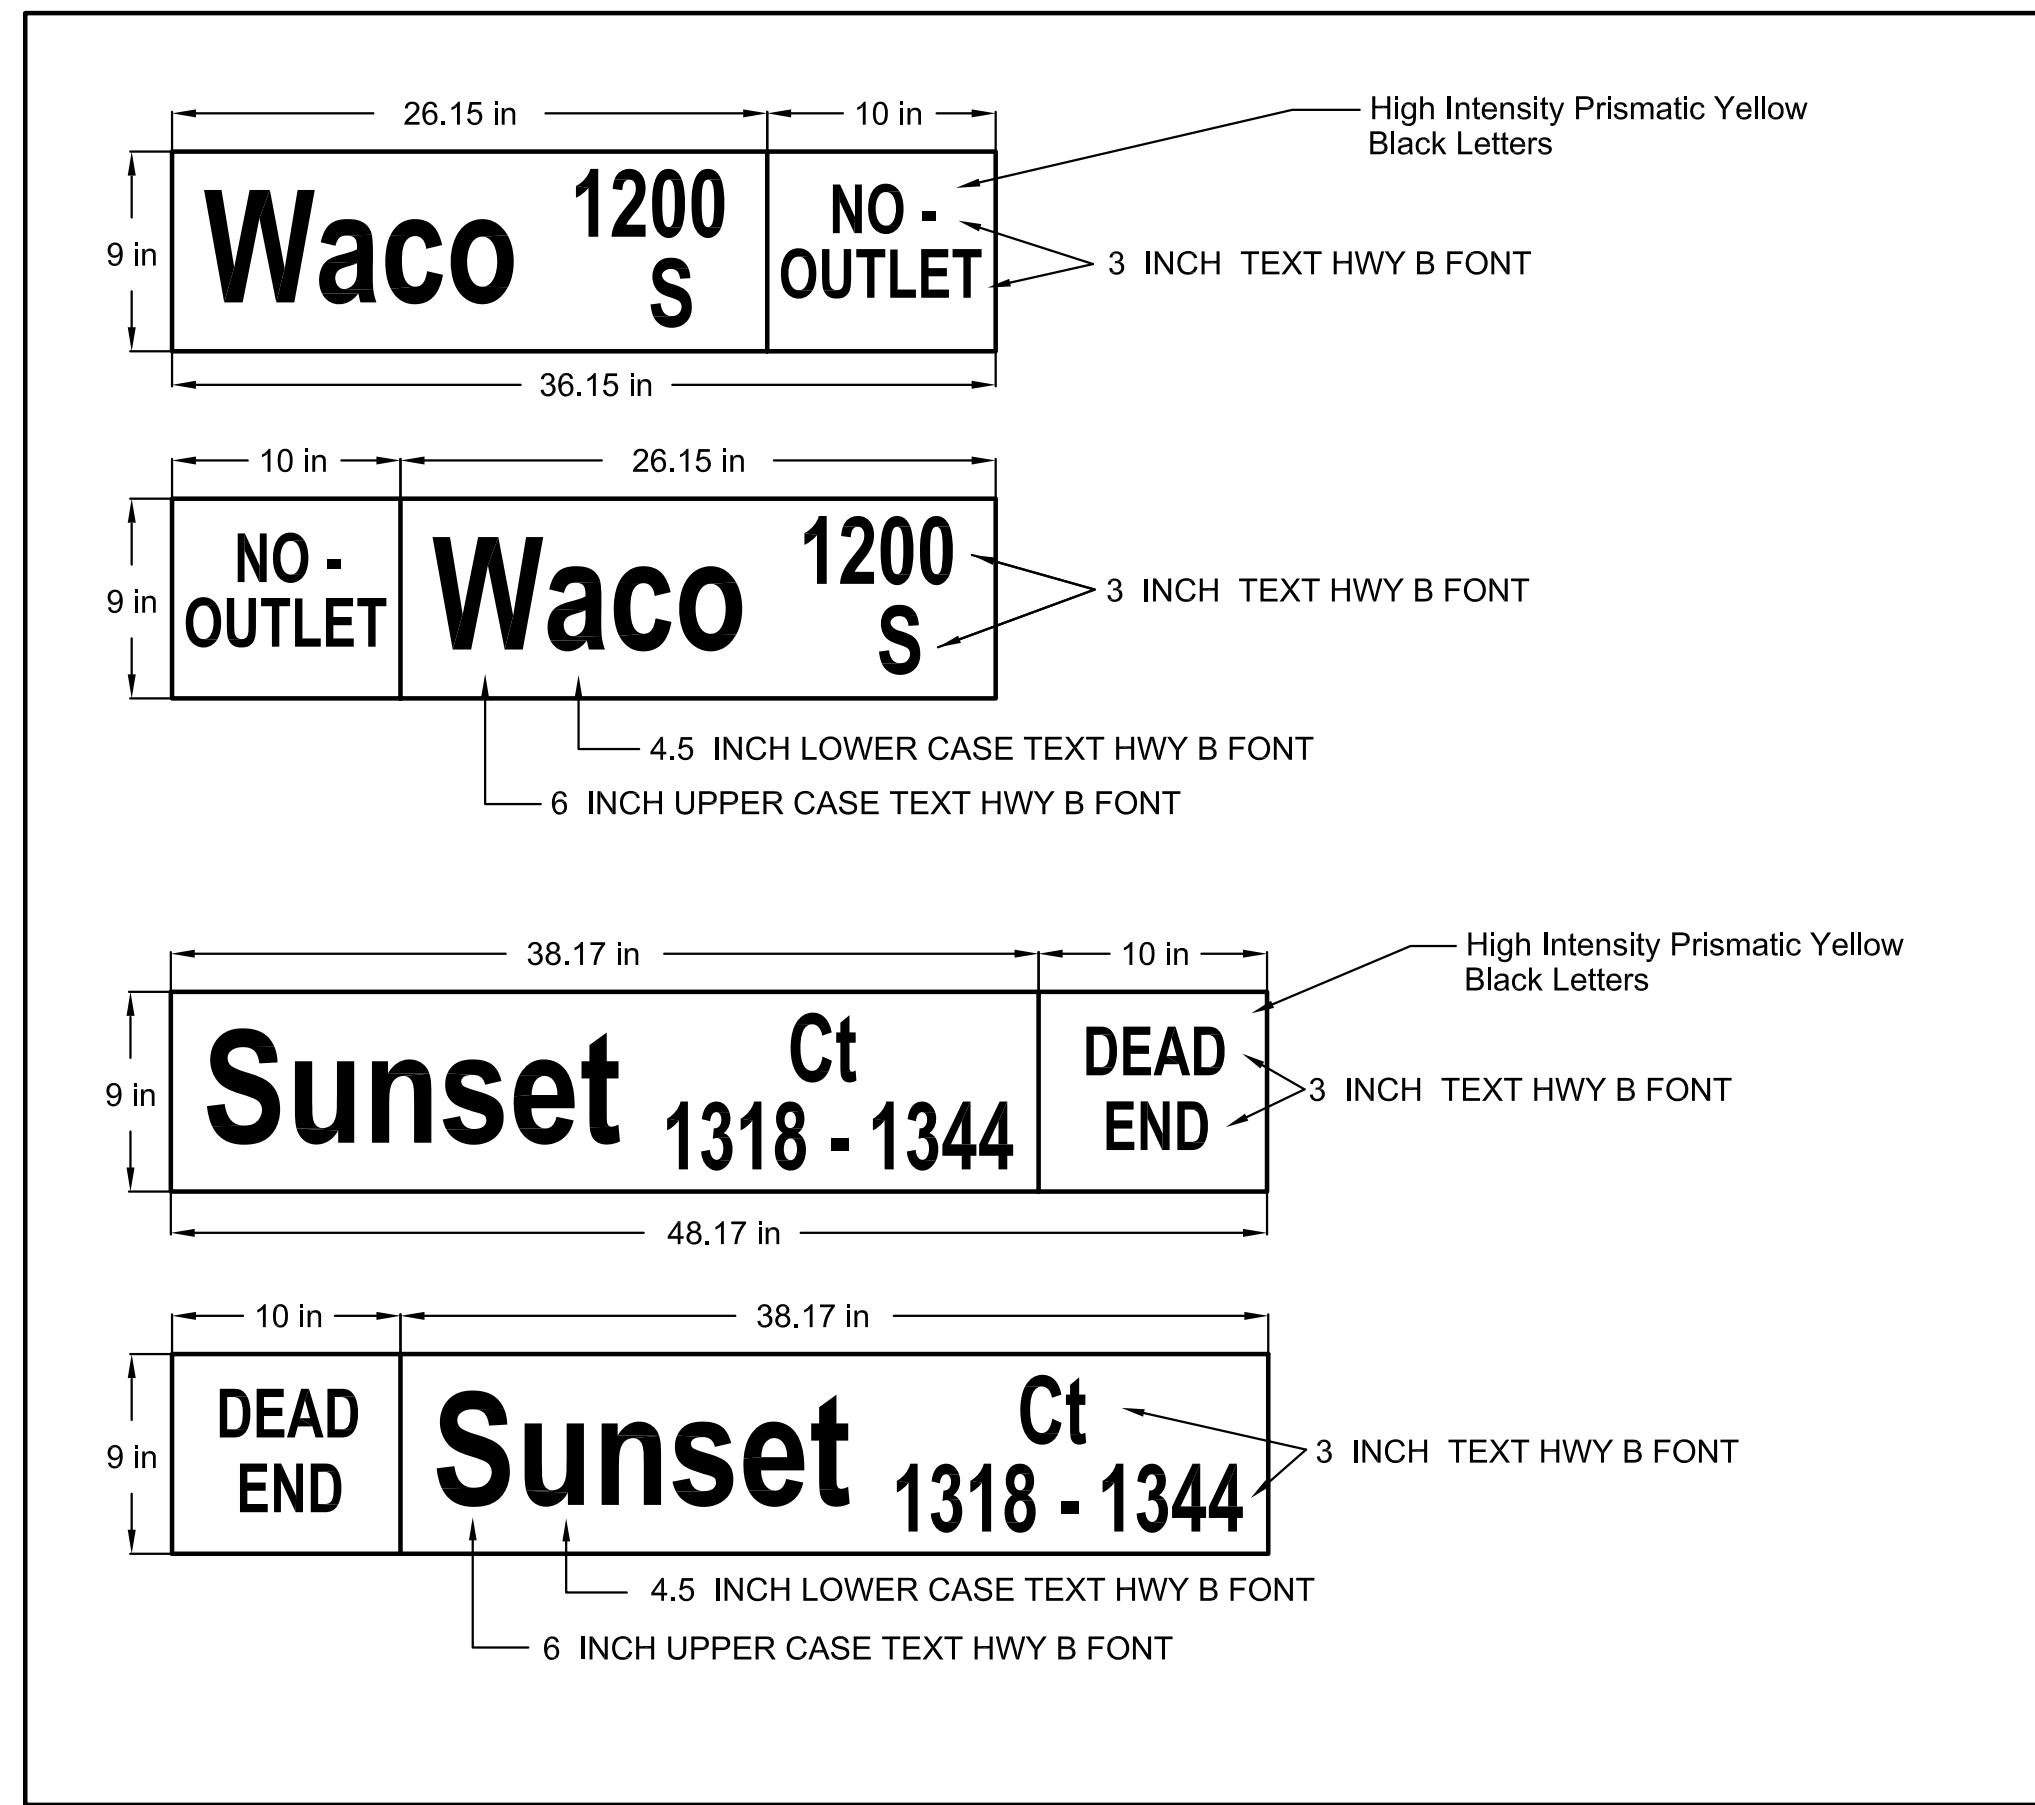 26.15 in 10 in
High Intensity Prismatic Yellow
Black Letters
9 in
Waco 1200
S
NO -
OUTLET
3 INCH TEXT HWY B FONT
36.15 in
10 in 26.15 in
9 in
NO -
OUTLET
Waco 1200
S
3 INCH TEXT HWY B FONT
4.5 INCH LOWER CASE TEXT HWY B FONT
6 INCH UPPER CASE TEXT HWY B FONT
38.17 in 10 in
High Intensity Prismatic Yellow
Black Letters
9 in
Sunset Ct
1318 - 1344
DEAD
END
3 INCH TEXT HWY B FONT
48.17 in
10 in 38.17 in
9 in
DEAD
END
Sunset Ct
1318 - 1344
3 INCH TEXT HWY B FONT
4.5 INCH LOWER CASE TEXT HWY B FONT
6 INCH UPPER CASE TEXT HWY B FONT